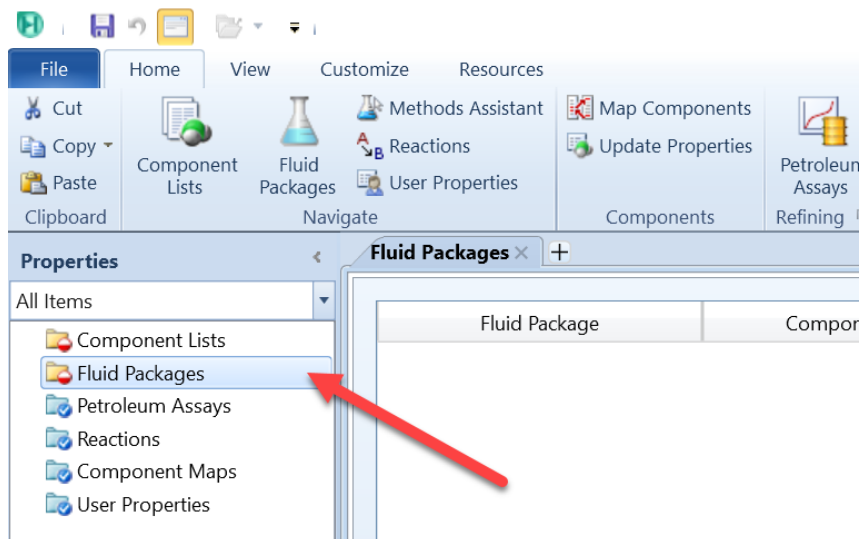 File Home View Customize Resources
Cut Methods Assistant Map Components
Copy Reactions Update Properties
Paste Component Lists Fluid Packages User Properties Petroleum Assays
Clipboard Navigate Components Refining
Properties Fluid Packages
All Items
Fluid Package Compon
Component Lists
Fluid Packages
Petroleum Assays
Reactions
Component Maps
User Properties